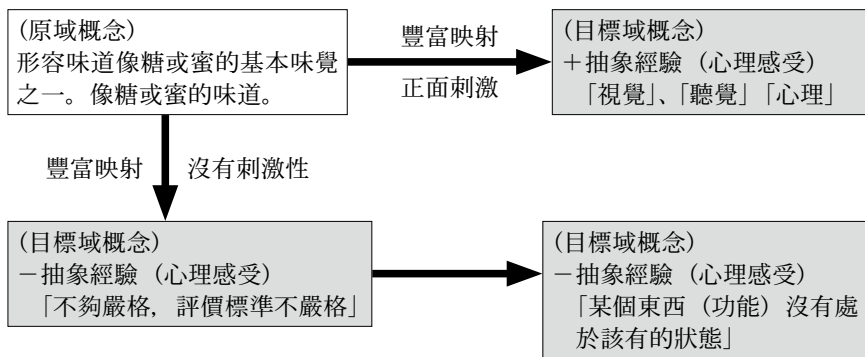 (原域概念)
形容味道像糖或蜜的基本味覺
之一。像糖或蜜的味道。
豐富映射
正面刺激
(目標域概念)
＋抽象經驗（心理感受）
「視覺」、「聽覺」「心理」
豐富映射 沒有刺激性
(目標域概念)
－抽象經驗（心理感受）
「不夠嚴格，評價標準不嚴格」
(目標域概念)
－抽象經驗（心理感受）
「某個東西（功能）沒有處
於該有的狀態」